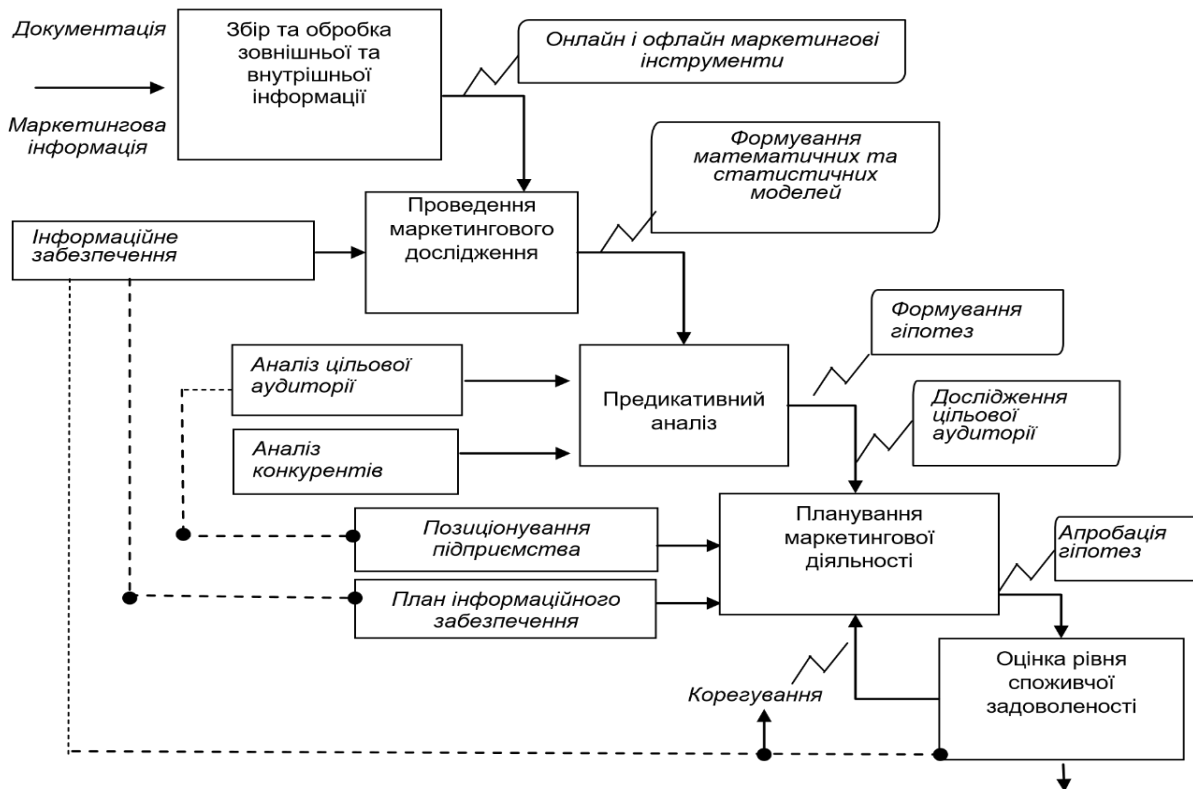 Документація
Маркетингова
інформація
Збір та обробка
зовнішньої та
внутрішньої
інформації
Онлайн і офлайн маркетингові
інструменти
Формування
математичних та
статистичних
моделей
Проведення
маркетингового
дослідження
Інформаційне
забезпечення
Формування
гіпотез
Аналіз цільової
аудиторії
Предикативний
аналіз
Дослідження
цільової
аудиторії
Аналіз
конкурентів
Позиціонування
підприємства
Планування
маркетингової
діяльності
Апробація
гіпотез
План інформаційного
забезпечення
Оцінка рівня
споживчої
задоволеності
Корегування